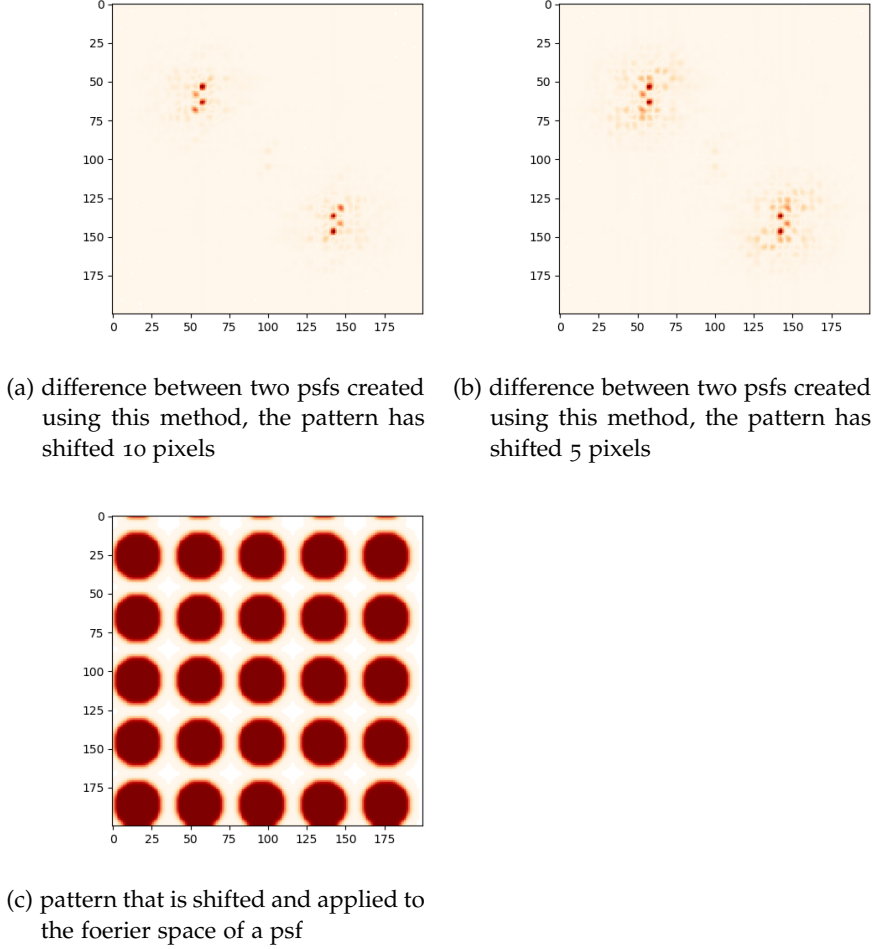 0
25
50
75
100
125
150
175
0 25 50 75 100 125 150 175
0
25
50
75
100
125
150
175
0 25 50 75 100 125 150 175
(a) difference between two psfs created
using this method, the pattern has
shifted 10 pixels
(b) difference between two psfs created
using this method, the pattern has
shifted 5 pixels
0
25
50
75
100
125
150
175
0 25 50 75 100 125 150 175
(c) pattern that is shifted and applied to
the foerier space of a psf